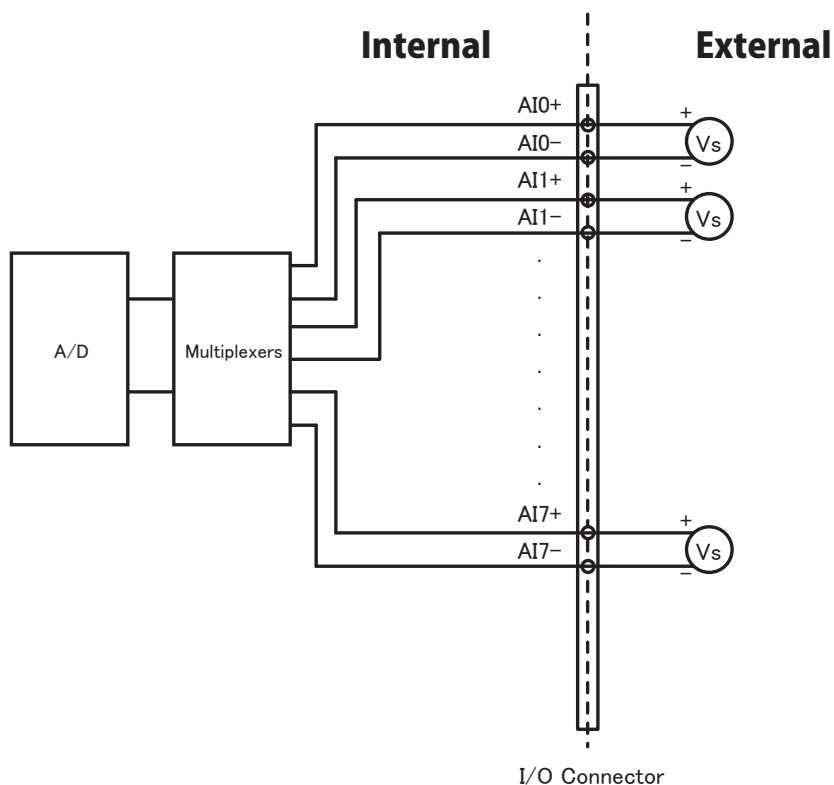 Internal
External
AI0+
+
AI0-
Vs
-
AI1+
+
AI1-
Vs
-
A/D
Multiplexers
.
.
.
.
.
.
.
AI7+
+
AI7-
Vs
-
I/O Connector